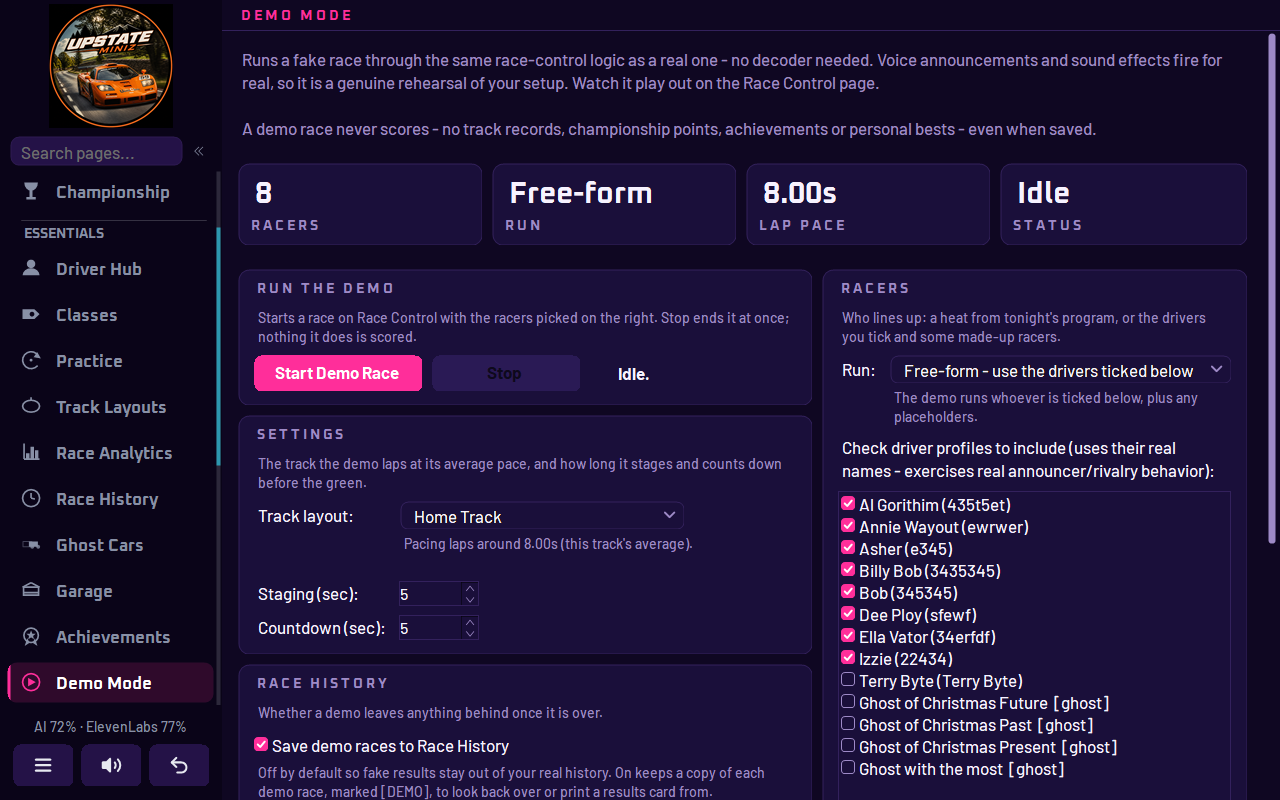 UPSTATE
MINIZ
Search pages...
«
Championship
ESSENTIALS
Driver Hub
Classes
Practice
Track Layouts
Race Analytics
Race History
Ghost Cars
Garage
Achievements
Demo Mode
AI 72% · ElevenLabs 77%
DEMO MODE
Runs a fake race through the same race-control logic as a real one - no decoder needed. Voice announcements and sound effects fire for
real, so it is a genuine rehearsal of your setup. Watch it play out on the Race Control page.
A demo race never scores - no track records, championship points, achievements or personal bests - even when saved.
8
RACERS
Free-form
RUN
8.00s
LAP PACE
Idle
STATUS
RUN THE DEMO
Starts a race on Race Control with the racers picked on the right. Stop ends it at once;
nothing it does is scored.
Start Demo Race
Stop
Idle.
SETTINGS
The track the demo laps at its average pace, and how long it stages and counts down
before the green.
Track layout:
Home Track
Pacing laps around 8.00s (this track's average).
Staging (sec):
5
Countdown (sec):
5
RACE HISTORY
Whether a demo leaves anything behind once it is over.
Save demo races to Race History
Off by default so fake results stay out of your real history. On keeps a copy of each
demo race, marked [DEMO], to look back over or print a results card from.
RACERS
Who lines up: a heat from tonight's program, or the drivers
you tick and some made-up racers.
Run:
Free-form - use the drivers ticked below
The demo runs whoever is ticked below, plus any
placeholders.
Check driver profiles to include (uses their real
names - exercises real announcer/rivalry behavior):
Al Gorithim (435t5et)
Annie Wayout (ewrwer)
Asher (e345)
Billy Bob (3435345)
Bob (345345)
Dee Ploy (sfewf)
Ella Vator (34erfdf)
Izzie (22434)
Terry Byte (Terry Byte)
Ghost of Christmas Future [ghost]
Ghost of Christmas Past [ghost]
Ghost of Christmas Present [ghost]
Ghost with the most [ghost]